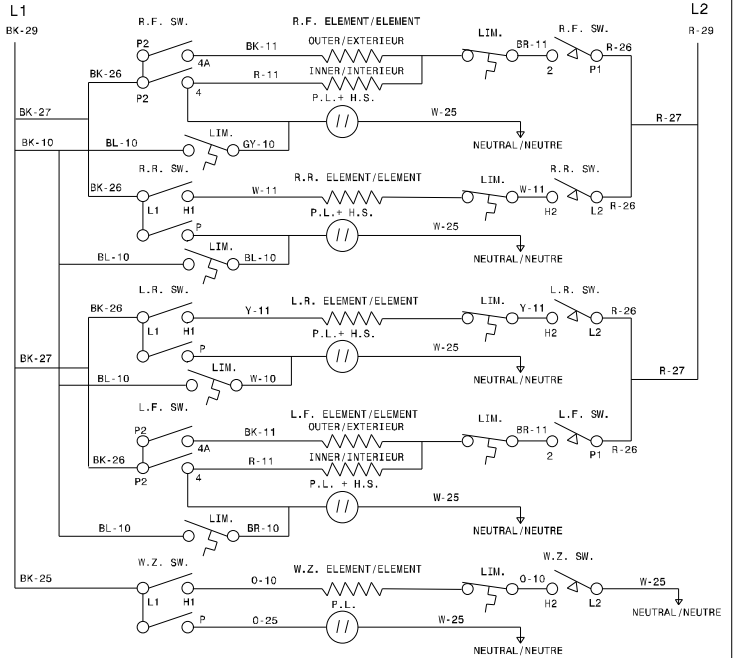 L1
L2
R.F. SW.
R.F. ELEMENT/ELEMENT
R.F. SW.
BK-29
R-29
P2
BK-11
OUTER/EXTERIEUR
LIM.
BR-11
R-26
4A
2
P1
BK-26
R-11
INNER/INTERIEUR
P2
4
P.L.+ H.S.
BK-27
W-25
R-27
NEUTRAL/NEUTRE
BK-10
BL-10
LIM.
GY-10
R.R. SW.
R.R. ELEMENT/ELEMENT
R.R. SW.
BK-26
W-11
LIM.
W-11
L1
H1
H2
L2
R-26
P.L.+ H.S.
P
W-25
NEUTRAL/NEUTRE
LIM.
BL-10
BL-10
L.R. SW.
L.R. ELEMENT/ELEMENT
L.R. SW.
BK-26
Y-11
LIM.
Y-11
R-26
L1
H1
H2
L2
P.L.+ H.S.
P
W-25
NEUTRAL/NEUTRE
BK-27
R-27
LIM.
BL-10
W-10
L.F. SW.
L.F. ELEMENT/ELEMENT
L.F. SW.
P2
BK-11
OUTER/EXTERIEUR
LIM.
BR-11
4A
2
P1
R-26
BK-26
R-11
INNER/INTERIEUR
P2
4
P.L. + H.S.
W-25
NEUTRAL/NEUTRE
LIM.
BL-10
BR-10
W.Z. SW.
W.Z. ELEMENT/ELEMENT
W.Z. SW.
BK-25
O-10
LIM.
O-10
W-25
L1
H1
H2
L2
NEUTRAL/NEUTRE
P.L.
P
O-25
W-25
NEUTRAL/NEUTRE